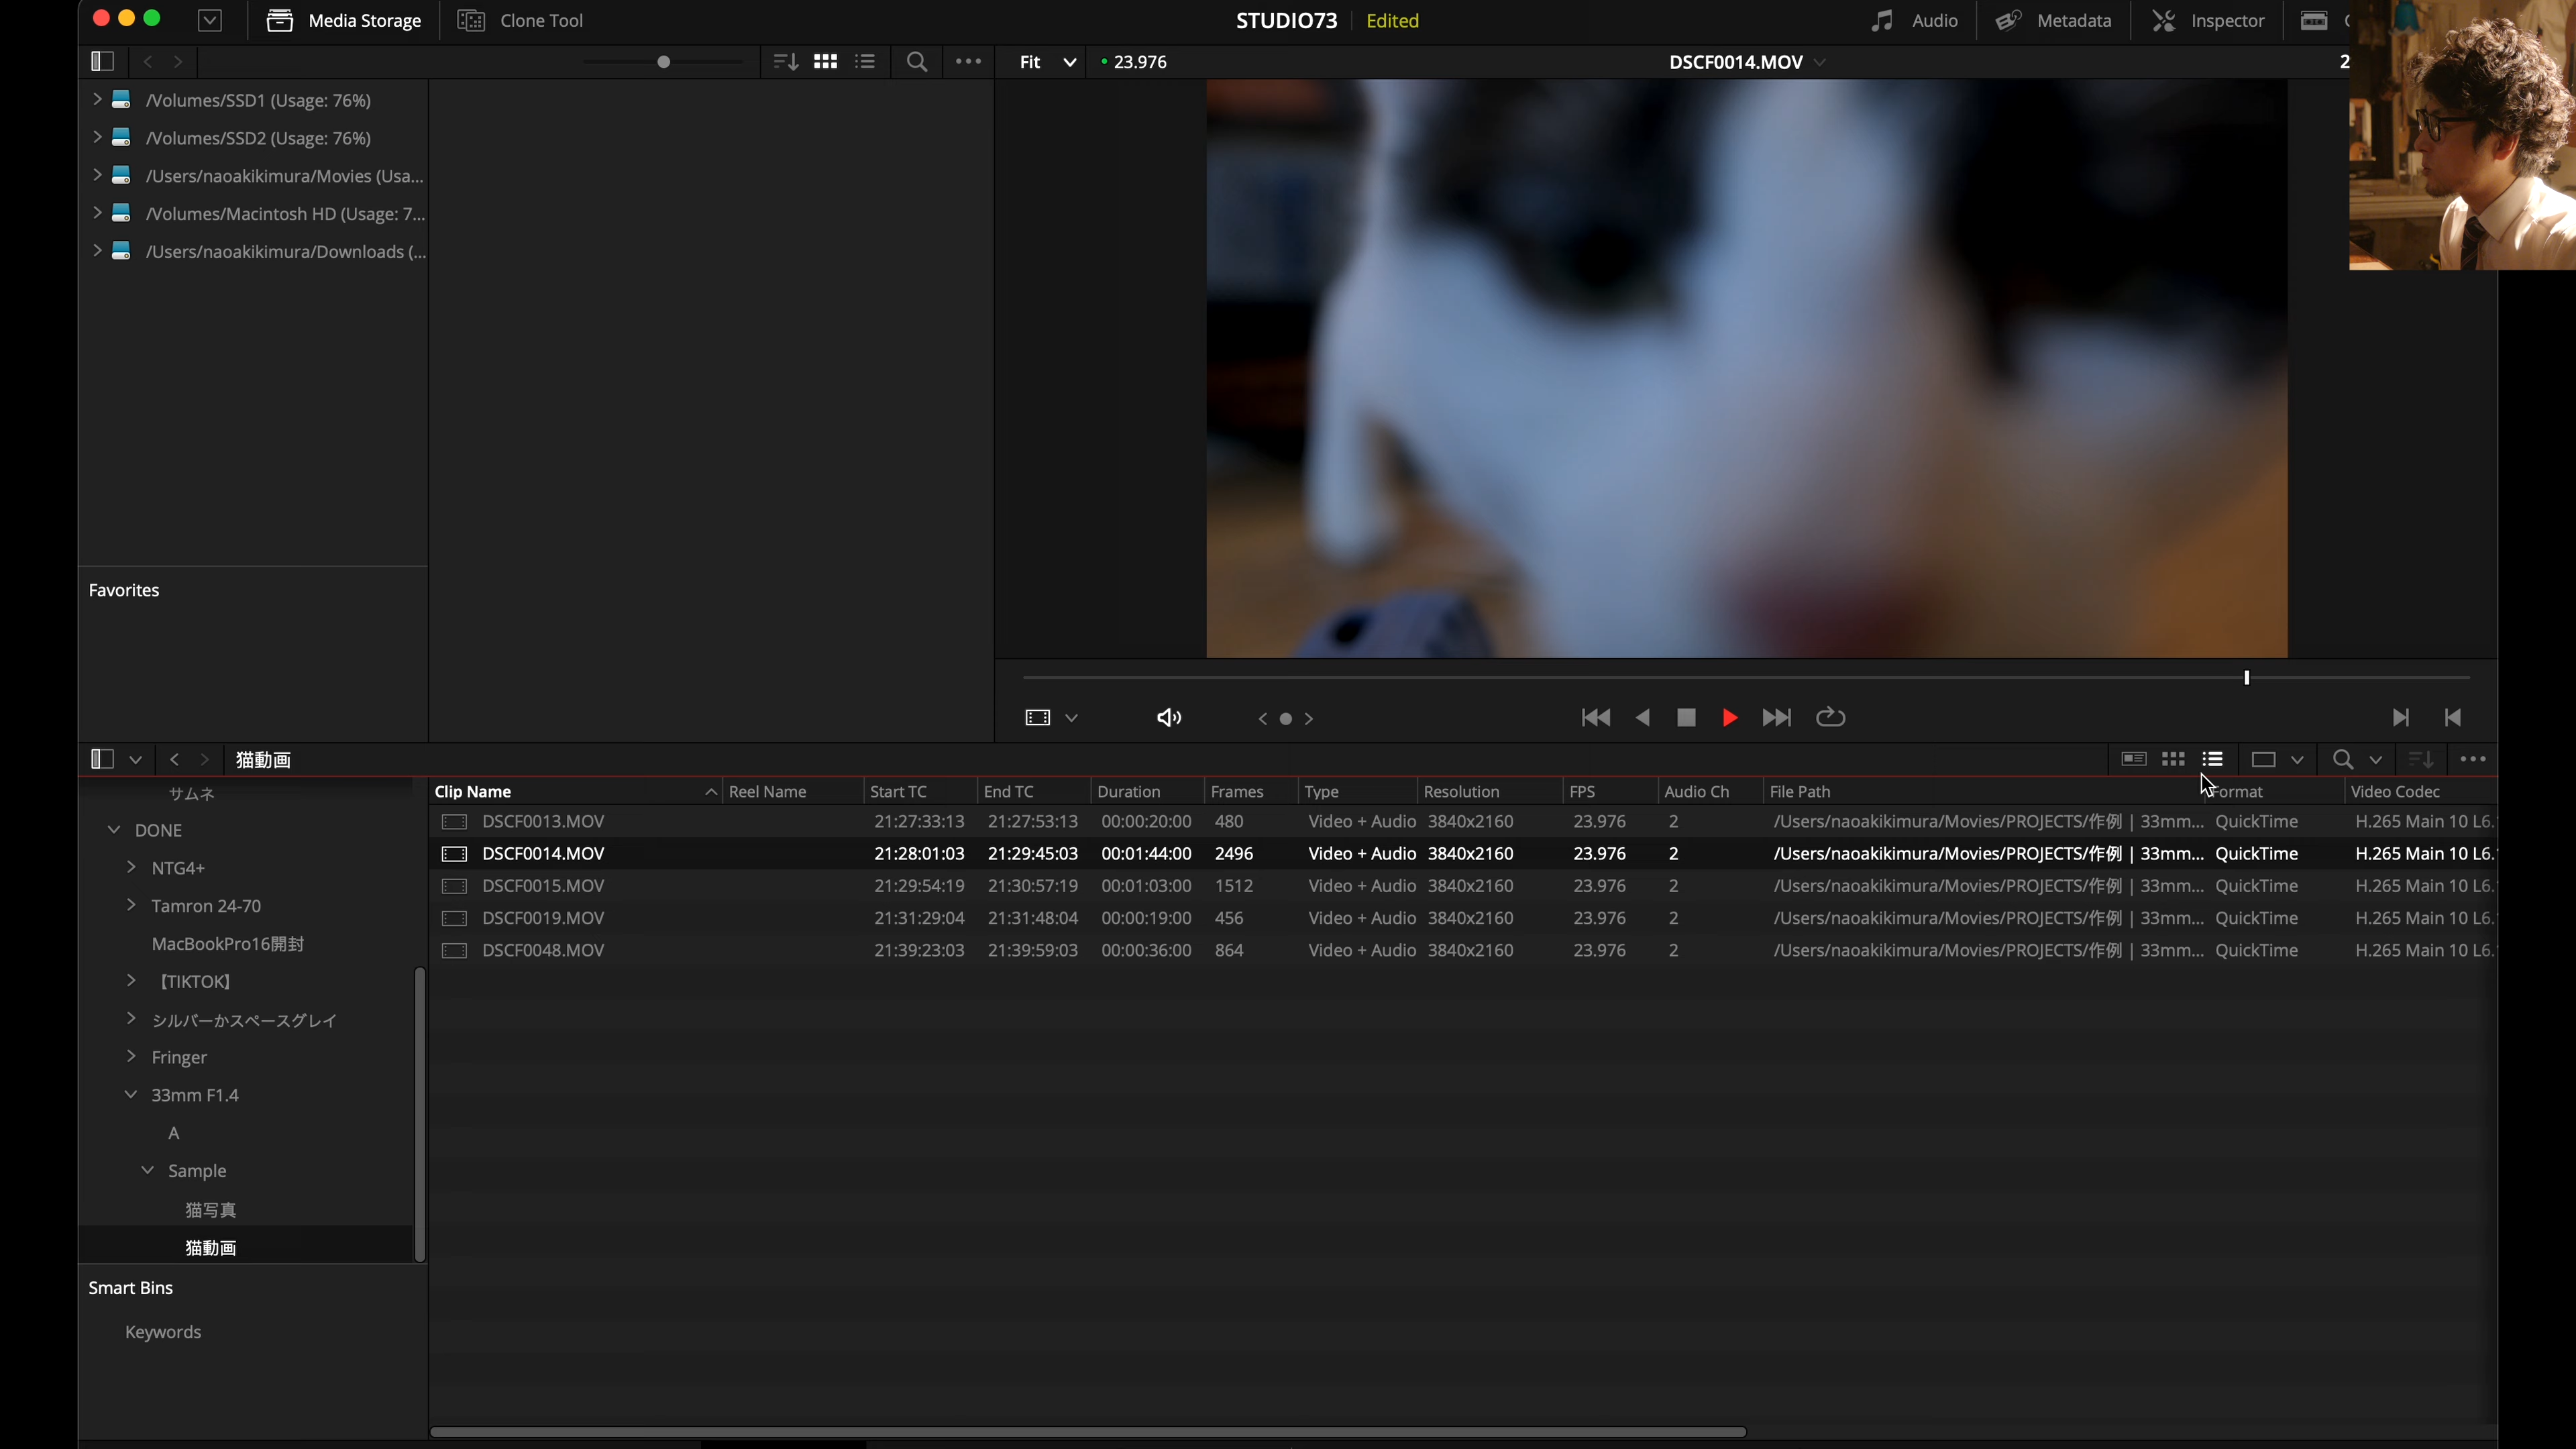 Media Storage Clone Tool STUDIO73 Edited Audio Metadata Inspector
Fit 23.976 DSCF0014.MOV 2
/Volumes/SSD1 (Usage: 76%)
/Volumes/SSD2 (Usage: 76%)
/Users/naoakikimura/Movies (Usa...
/Volumes/Macintosh HD (Usage: 7...
/Users/naoakikimura/Downloads (...
Favorites
猫動画
サムネ
DONE
NTG4+
Tamron 24-70
MacBookPro16開封
【TIKTOK】
シルバーかスペースグレイ
Fringer
33mm F1.4
A
Sample
猫写真
猫動画
Smart Bins
Keywords
Clip Name Reel Name Start TC End TC Duration Frames Type Resolution FPS Audio Ch File Path Format Video Codec
DSCF0013.MOV 21:27:33:13 21:27:53:13 00:00:20:00 480 Video + Audio 3840x2160 23.976 2 /Users/naoakikimura/Movies/PROJECTS/作例 | 33mm... QuickTime H.265 Main 10 L6.
DSCF0014.MOV 21:28:01:03 21:29:45:03 00:01:44:00 2496 Video + Audio 3840x2160 23.976 2 /Users/naoakikimura/Movies/PROJECTS/作例 | 33mm... QuickTime H.265 Main 10 L6.
DSCF0015.MOV 21:29:54:19 21:30:57:19 00:01:03:00 1512 Video + Audio 3840x2160 23.976 2 /Users/naoakikimura/Movies/PROJECTS/作例 | 33mm... QuickTime H.265 Main 10 L6.
DSCF0019.MOV 21:31:29:04 21:31:48:04 00:00:19:00 456 Video + Audio 3840x2160 23.976 2 /Users/naoakikimura/Movies/PROJECTS/作例 | 33mm... QuickTime H.265 Main 10 L6.
DSCF0048.MOV 21:39:23:03 21:39:59:03 00:00:36:00 864 Video + Audio 3840x2160 23.976 2 /Users/naoakikimura/Movies/PROJECTS/作例 | 33mm... QuickTime H.265 Main 10 L6.